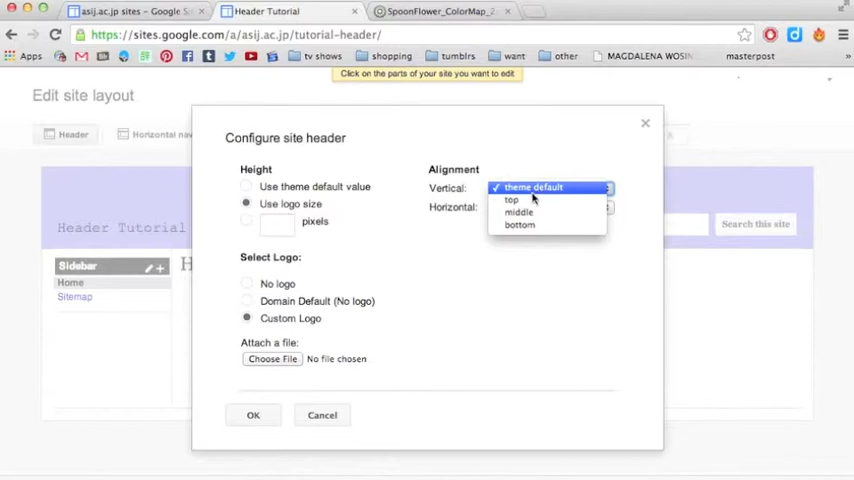 asij.ac.jp sites - Google S
Header Tutorial
SpoonFlower_ColorMap_2
https://sites.google.com/a/asij.ac.jp/tutorial-header/
Apps
tv shows
shopping
tumblrs
want
other
MAGDALENA WOSIN
masterpost
Click on the parts of your site you want to edit
Edit site layout
Header
Horizontal nav
Configure site header
Height
Use theme default value
Use logo size
pixels
Alignment
Vertical:
theme default
top
middle
bottom
Horizontal:
Select Logo:
No logo
Domain Default (No logo)
Custom Logo
Attach a file:
Choose File No file chosen
OK
Cancel
Header Tutorial
Search this site
Sidebar
Home
Sitemap
H